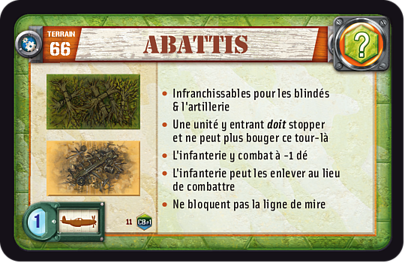 TERRAIN
66
ABATTIS
?
• Infranchissables pour les blindés
& l'artillerie
• Une unité y entrant doit stopper
et ne peut plus bouger ce tour-là
• L'infanterie y combat à -1 dé
• L'infanterie peut les enlever au lieu
de combattre
• Ne bloquent pas la ligne de mire
1
11 CB#1